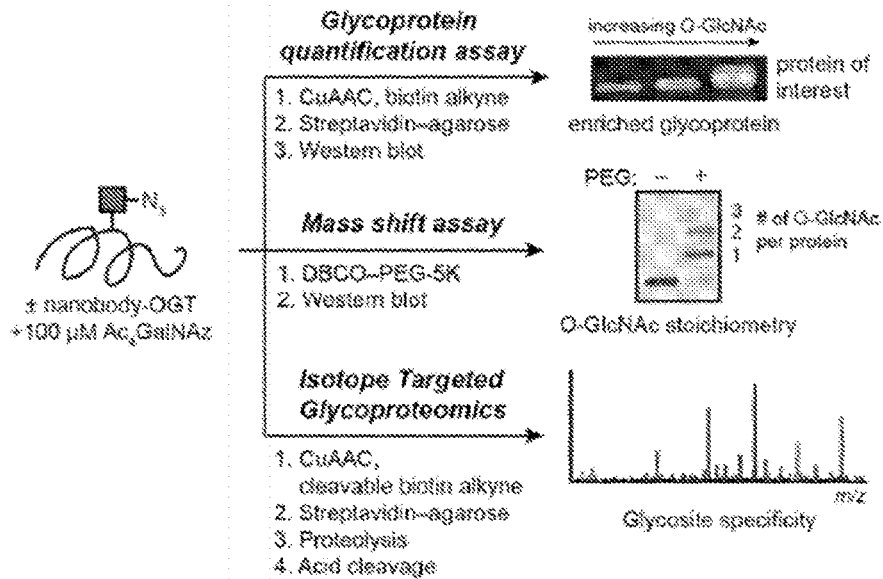 Glycoprotein
quantification assay
1. CuAAC, biotin alkyne
2. Streptavidin–agarose
3. Western blot
increasing O-GlcNAc
protein of
interest
enriched glycoprotein
N₃
± nanobody-OGT
+100 µM Ac₄GalNAz
Mass shift assay
1. DBCO–PEG-5K
2. Western blot
PEG: – +
3
2
1
# of O-GlcNAc
per protein
O-GlcNAc stoichiometry
Isotope Targeted
Glycoproteomics
1. CuAAC,
cleavable biotin alkyne
2. Streptavidin–agarose
3. Proteolysis
4. Acid cleavage
m/z
Glycosite specificity